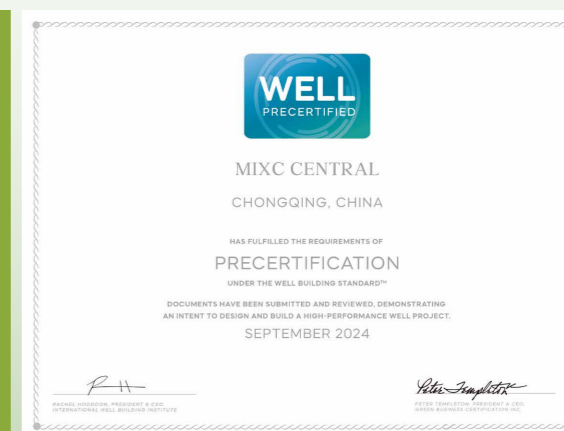 WELL
PRECERTIFIED
MIXC CENTRAL
CHONGQING, CHINA
HAS FULFILLED THE REQUIREMENTS OF
PRECERTIFICATION
UNDER THE WELL BUILDING STANDARD™
DOCUMENTS HAVE BEEN SUBMITTED AND REVIEWED, DEMONSTRATING
AN INTENT TO DESIGN AND BUILD A HIGH-PERFORMANCE WELL PROJECT.
SEPTEMBER 2024
Peter Templeton
RACHEL HODGDON, PRESIDENT & CEO,
INTERNATIONAL WELL BUILDING INSTITUTE
PETER TEMPLETON, PRESIDENT & CEO,
GREEN BUSINESS CERTIFICATION INC.